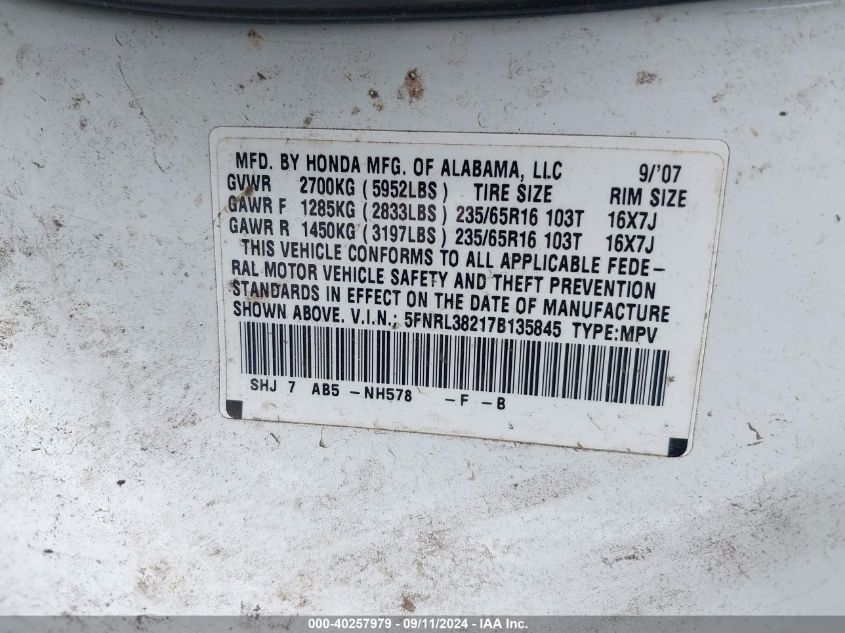 MFD. BY HONDA MFG. OF ALABAMA, LLC 9/'07
GVWR 2700KG (5952LBS) TIRE SIZE RIM SIZE
GAWR F 1285KG (2833LBS) 235/65R16 103T 16X7J
GAWR R 1450KG (3197LBS) 235/65R16 103T 16X7J
THIS VEHICLE CONFORMS TO ALL APPLICABLE FEDE-
RAL MOTOR VEHICLE SAFETY AND THEFT PREVENTION
STANDARDS IN EFFECT ON THE DATE OF MANUFACTURE
SHOWN ABOVE. V.I.N.: 5FNRL38217B135845 TYPE:MPV
SHJ 7 AB5 -NH578 -F -B
000-40257979 - 09/11/2024 - IAA Inc.